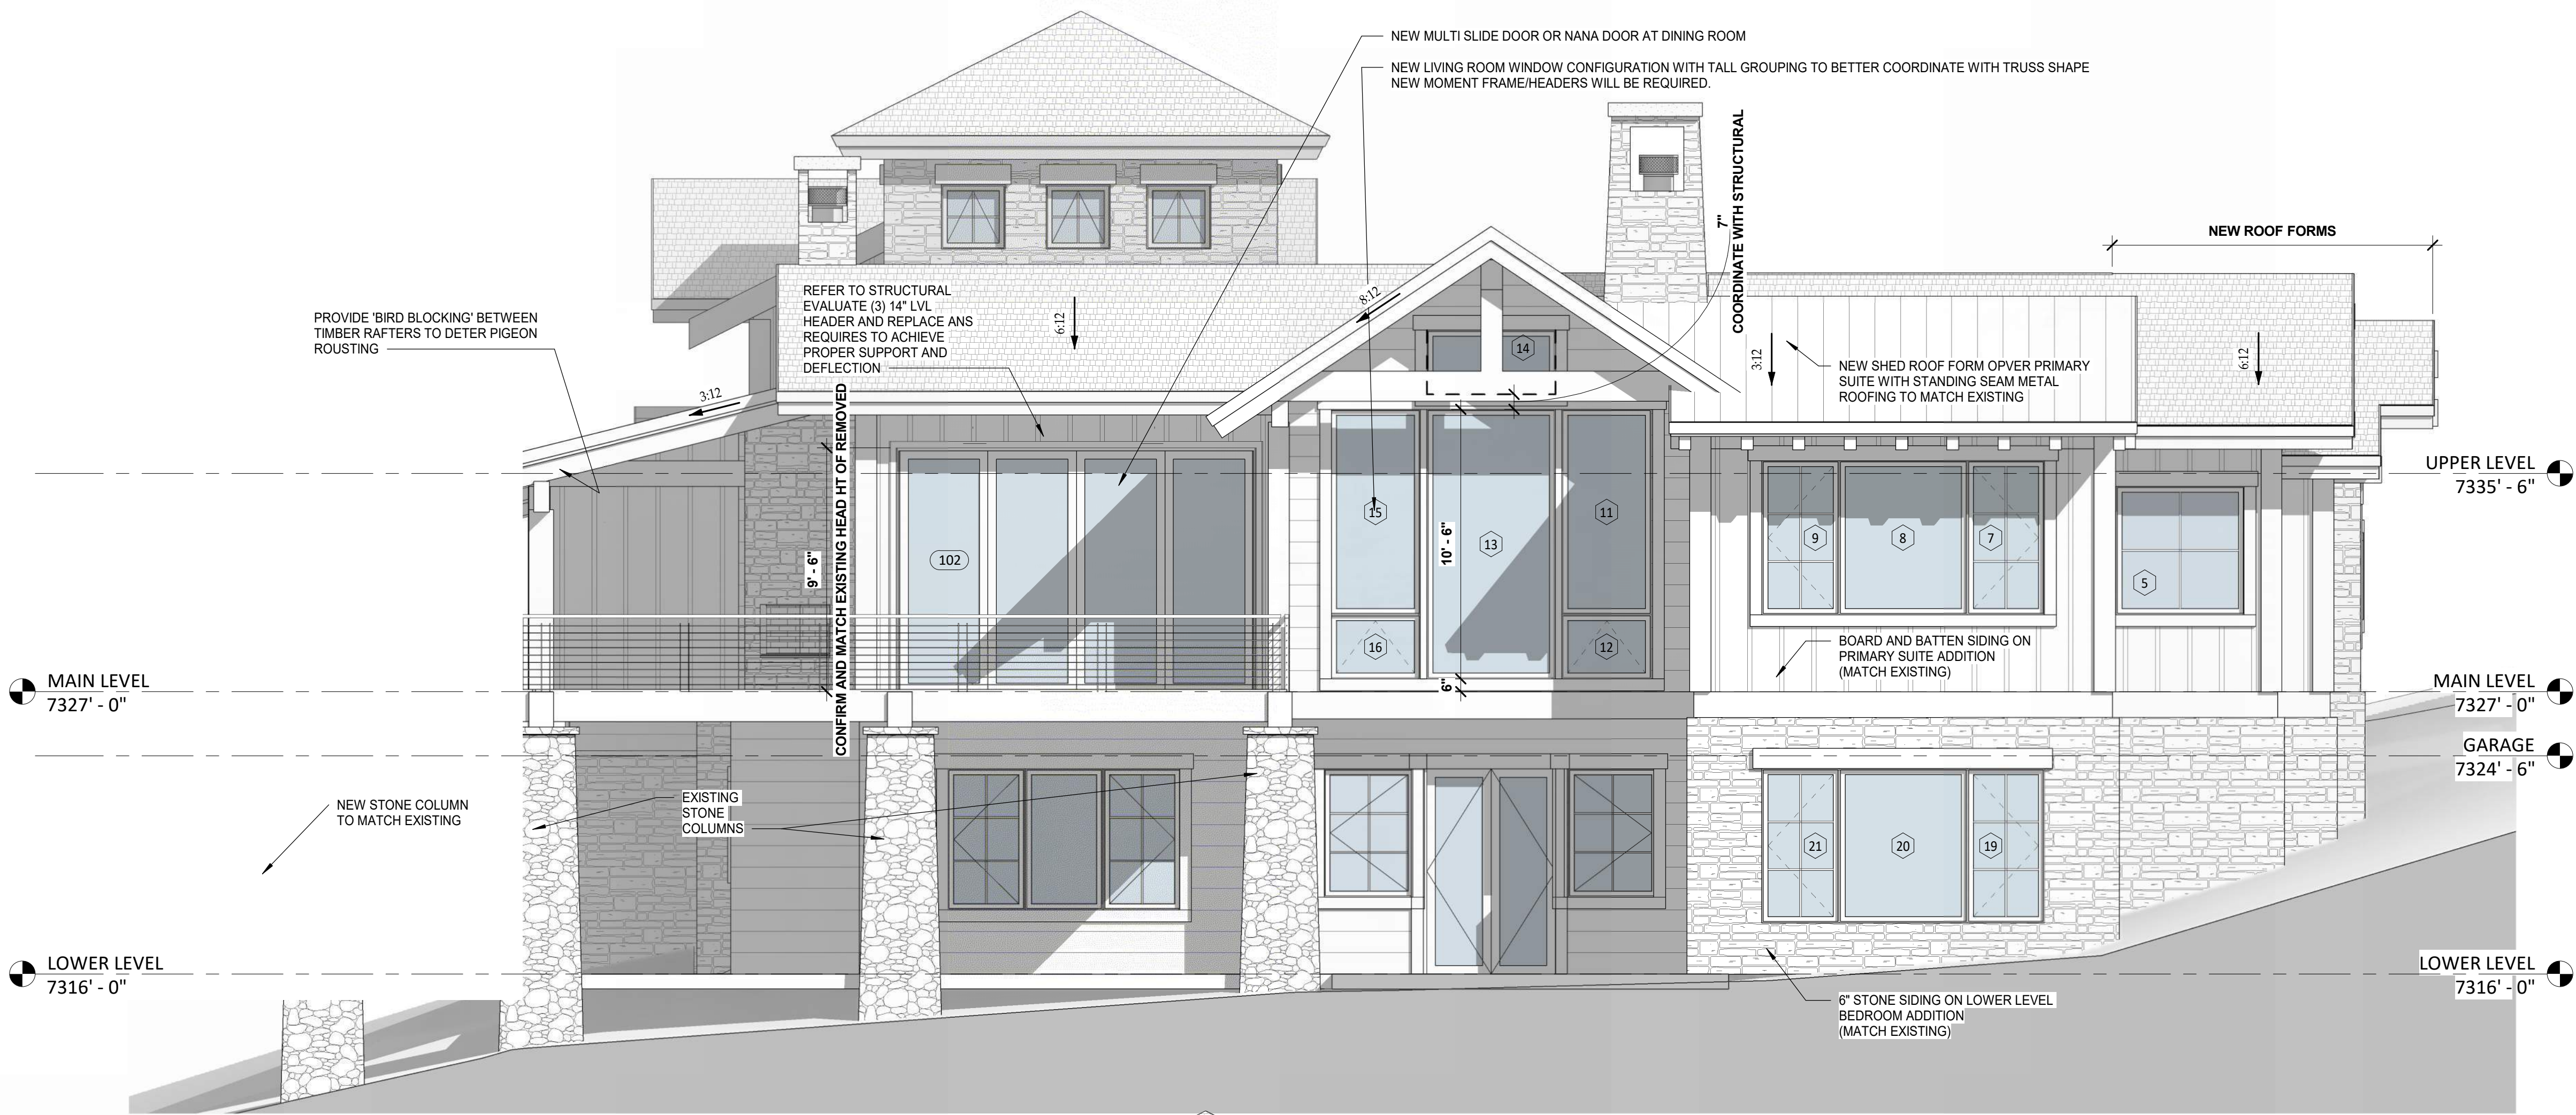 NEW MULTI SLIDE DOOR OR NANA DOOR AT DINING ROOM
NEW LIVING ROOM WINDOW CONFIGURATION WITH TALL GROUPING TO BETTER COORDINATE WITH TRUSS SHAPE
NEW MOMENT FRAME/HEADERS WILL BE REQUIRED.
7"
COORDINATE WITH STRUCTURAL
NEW ROOF FORMS
REFER TO STRUCTURAL
EVALUATE (3) 14" LVL
HEADER AND REPLACE ANS
REQUIRES TO ACHIEVE
PROPER SUPPORT AND
DEFLECTION
6:12
8:12
PROVIDE 'BIRD BLOCKING' BETWEEN
TIMBER RAFTERS TO DETER PIGEON
ROUSTING
3:12
14
3:12
NEW SHED ROOF FORM OPVER PRIMARY
SUITE WITH STANDING SEAM METAL
ROOFING TO MATCH EXISTING
6:12
9' - 6"
CONFIRM AND MATCH EXISTING HEAD HT OF REMOVED
UPPER LEVEL
7335' - 6"
102
15
10' - 6"
13
11
9
8
7
5
16
12
6"
BOARD AND BATTEN SIDING ON
PRIMARY SUITE ADDITION
(MATCH EXISTING)
MAIN LEVEL
7327' - 0"
MAIN LEVEL
7327' - 0"
GARAGE
7324' - 6"
NEW STONE COLUMN
TO MATCH EXISTING
EXISTING
STONE
COLUMNS
21
20
19
LOWER LEVEL
7316' - 0"
LOWER LEVEL
7316' - 0"
6" STONE SIDING ON LOWER LEVEL
BEDROOM ADDITION
(MATCH EXISTING)